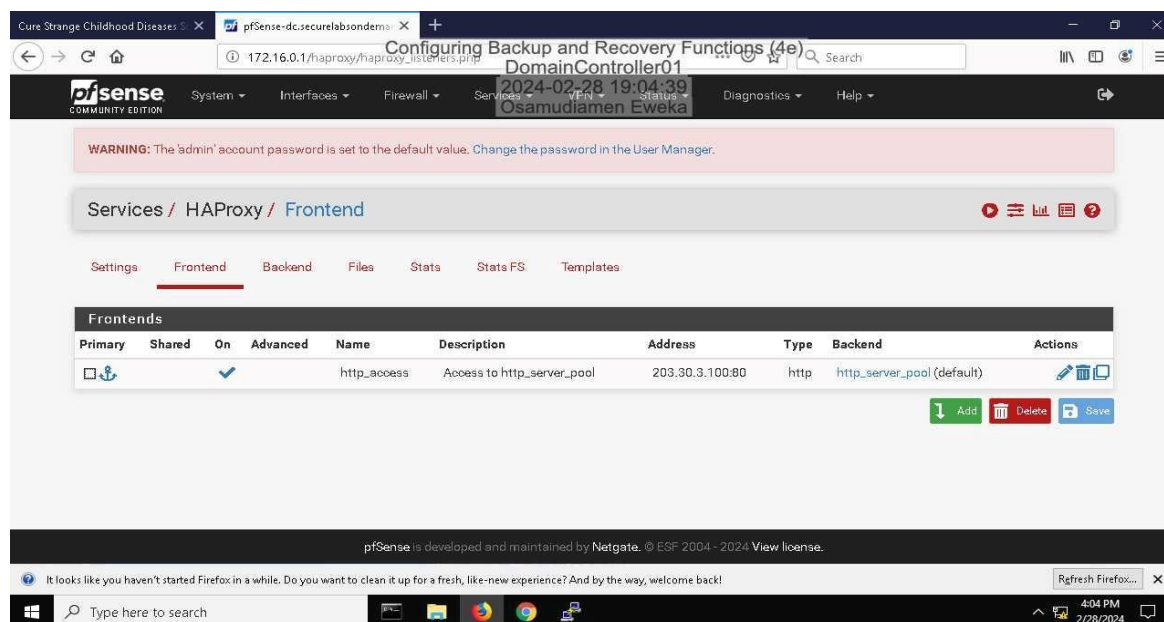 Cure Strange Childhood Diseases S
pfSense-dc.securelabsondema
172.16.0.1/haproxy/haproxy_listeners.php
Search
Configuring Backup and Recovery Functions (4e)
DomainController01
2024-02-28 19:04:39
Osamudiamen Eweka
pfsense
COMMUNITY EDITION
System Interfaces Firewall Services VPN Status Diagnostics Help
WARNING: The 'admin' account password is set to the default value. Change the password in the User Manager.
Services / HAProxy / Frontend
Settings Frontend Backend Files Stats Stats FS Templates
Frontends
Primary Shared On Advanced Name Description Address Type Backend Actions
http_access Access to http_server_pool 203.30.3.100:80 http http_server_pool (default)
Add Delete Save
pfSense is developed and maintained by Netgate. © ESF 2004 - 2024 View license.
It looks like you haven't started Firefox in a while. Do you want to clean it up for a fresh, like-new experience? And by the way, welcome back!
Refresh Firefox...
Type here to search
4:04 PM
2/28/2024